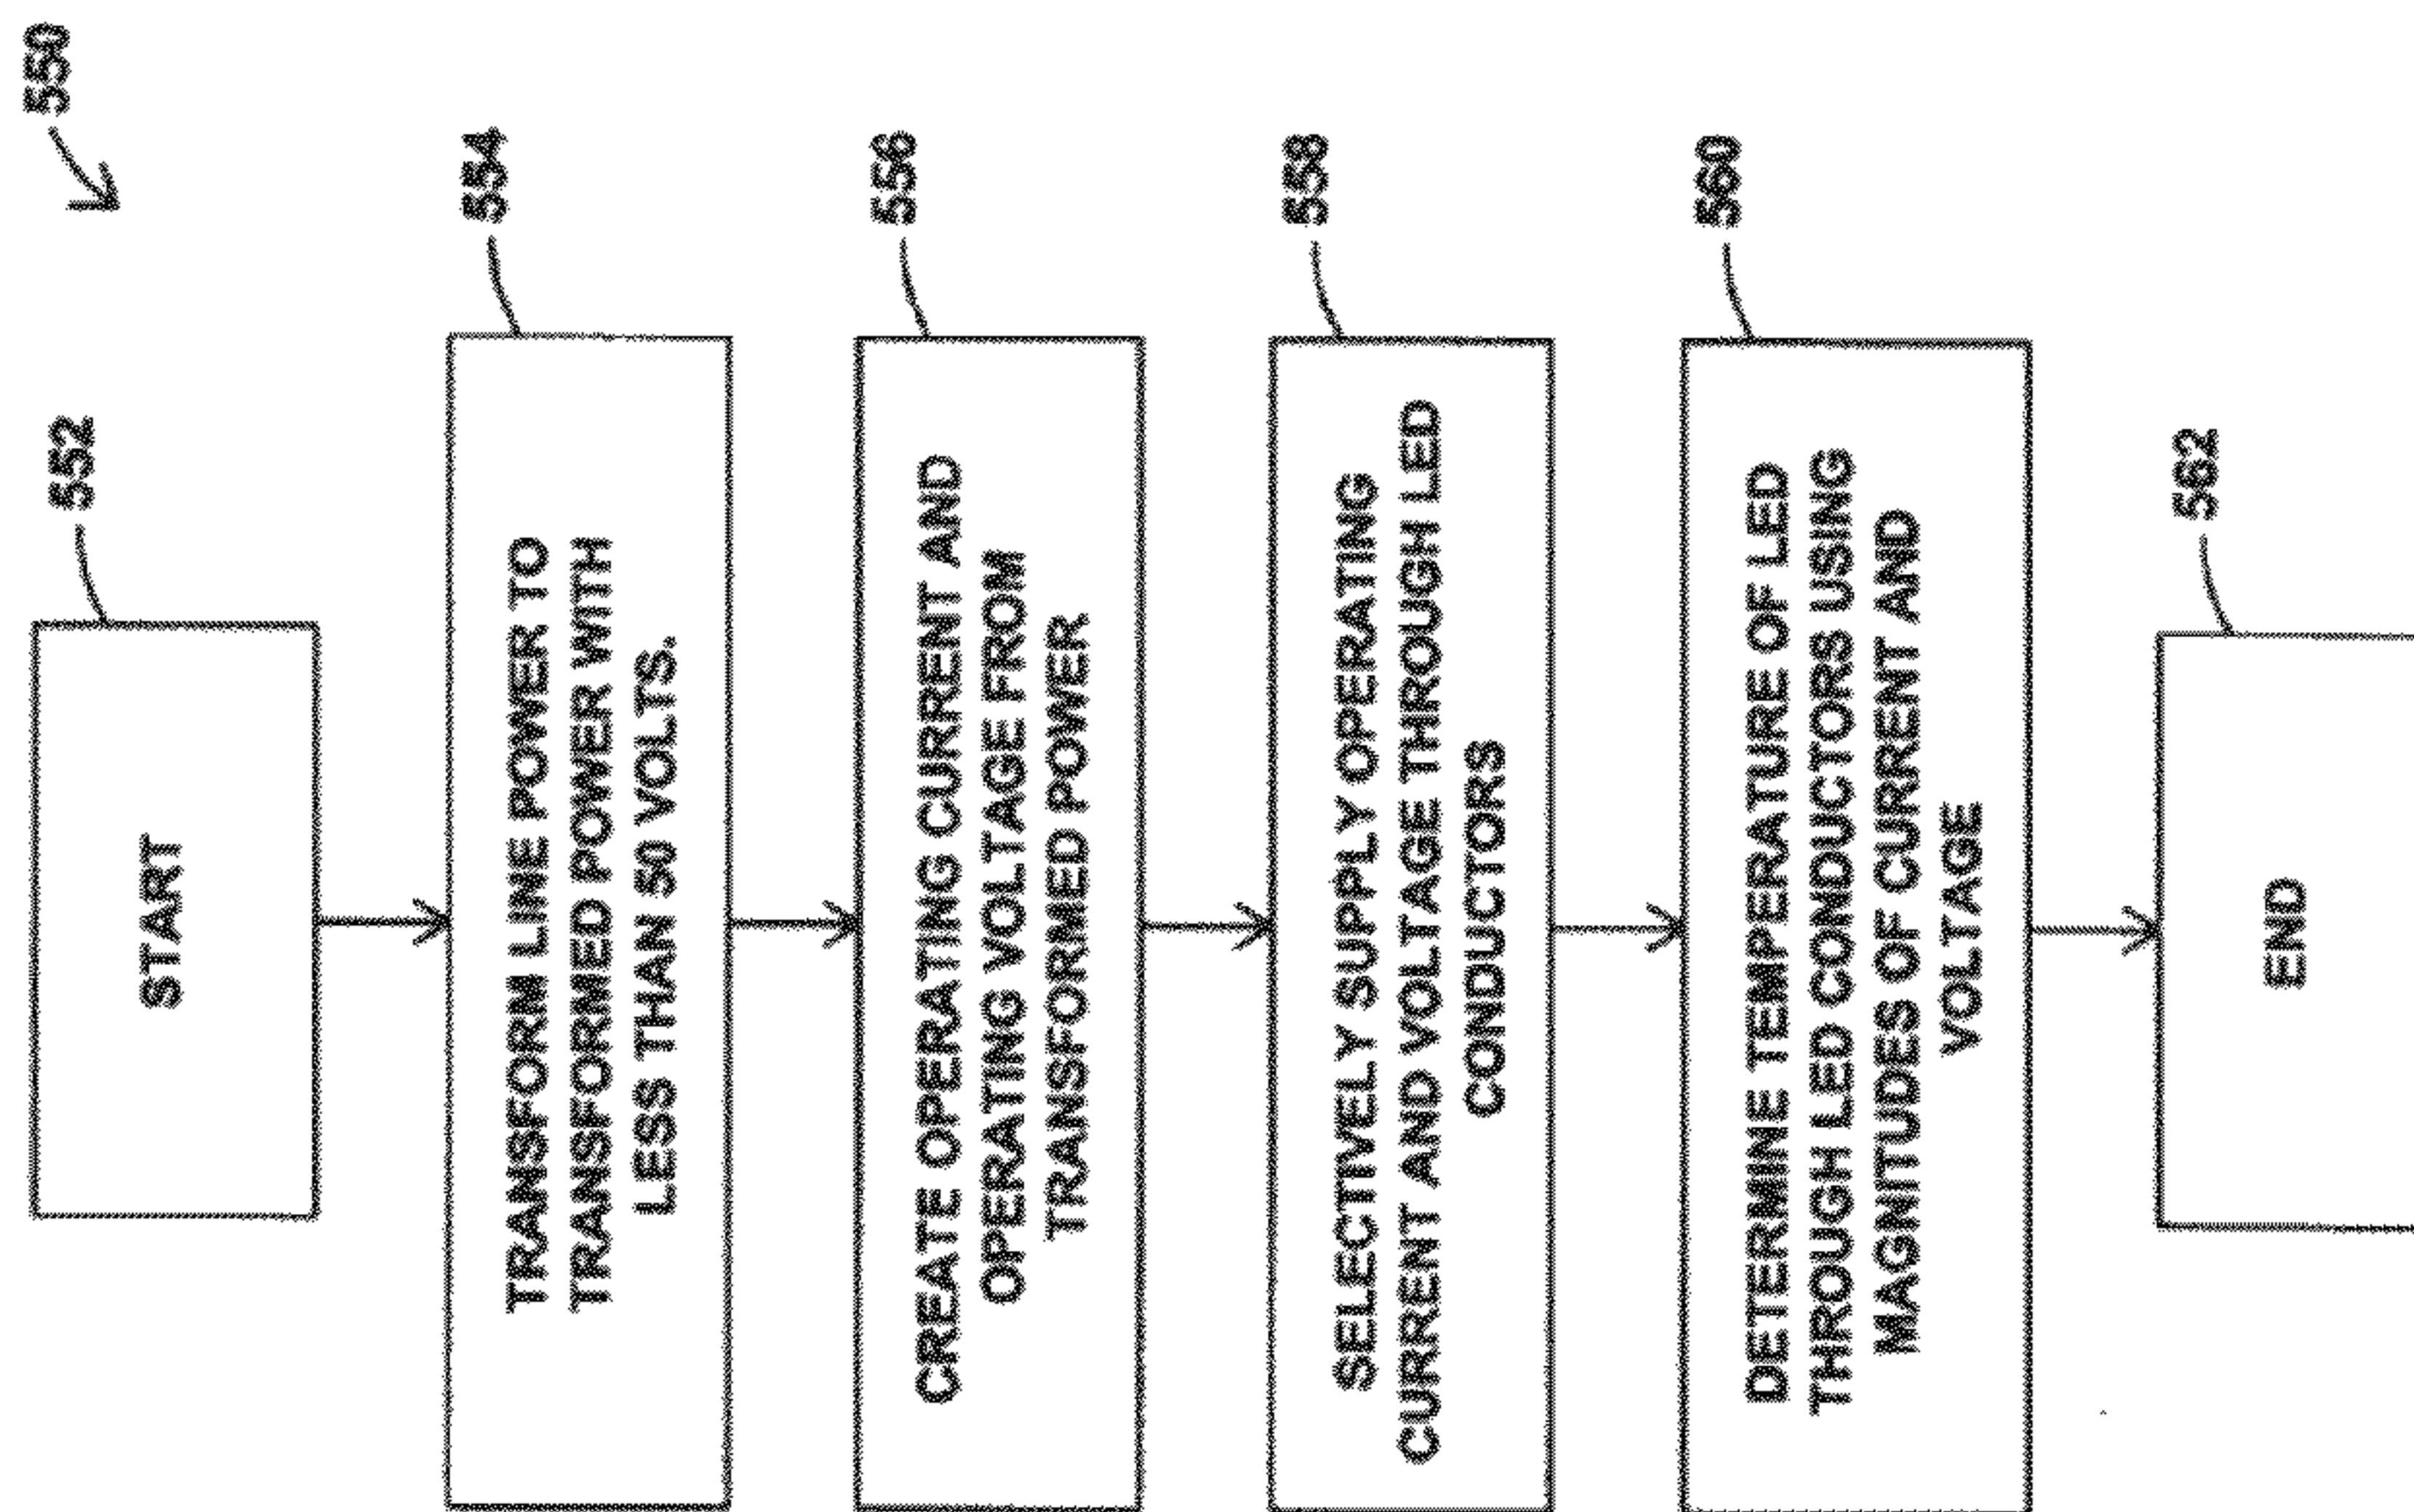 550
552
START
554
TRANSFORM LINE POWER TO
TRANSFORMED POWER WITH
LESS THAN 50 VOLTS.
556
CREATE OPERATING CURRENT AND
OPERATING VOLTAGE FROM
TRANSFORMED POWER
558
SELECTIVELY SUPPLY OPERATING
CURRENT AND VOLTAGE THROUGH LED
CONDUCTORS
560
DETERMINE TEMPERATURE OF LED
THROUGH LED CONDUCTORS USING
MAGNITUDES OF CURRENT AND
VOLTAGE
562
END